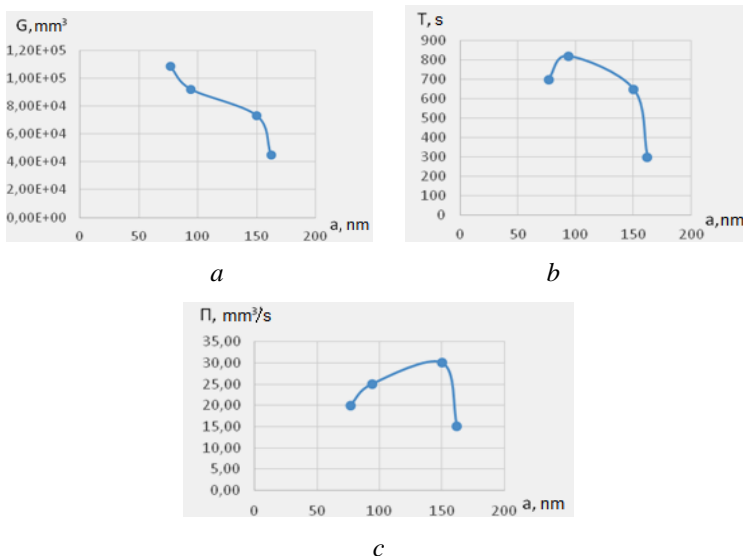 G, mm³
1,20E+05
1,00E+05
8,00E+04
6,00E+04
4,00E+04
2,00E+04
0,00E+00
0 50 100 150 200 a, nm
a
T, s
900
800
700
600
500
400
300
200
100
0
0 50 100 150 200 a,nm
b
П, mm³/s
35,00
30,00
25,00
20,00
15,00
10,00
5,00
0,00
0 50 100 150 200 a, nm
c